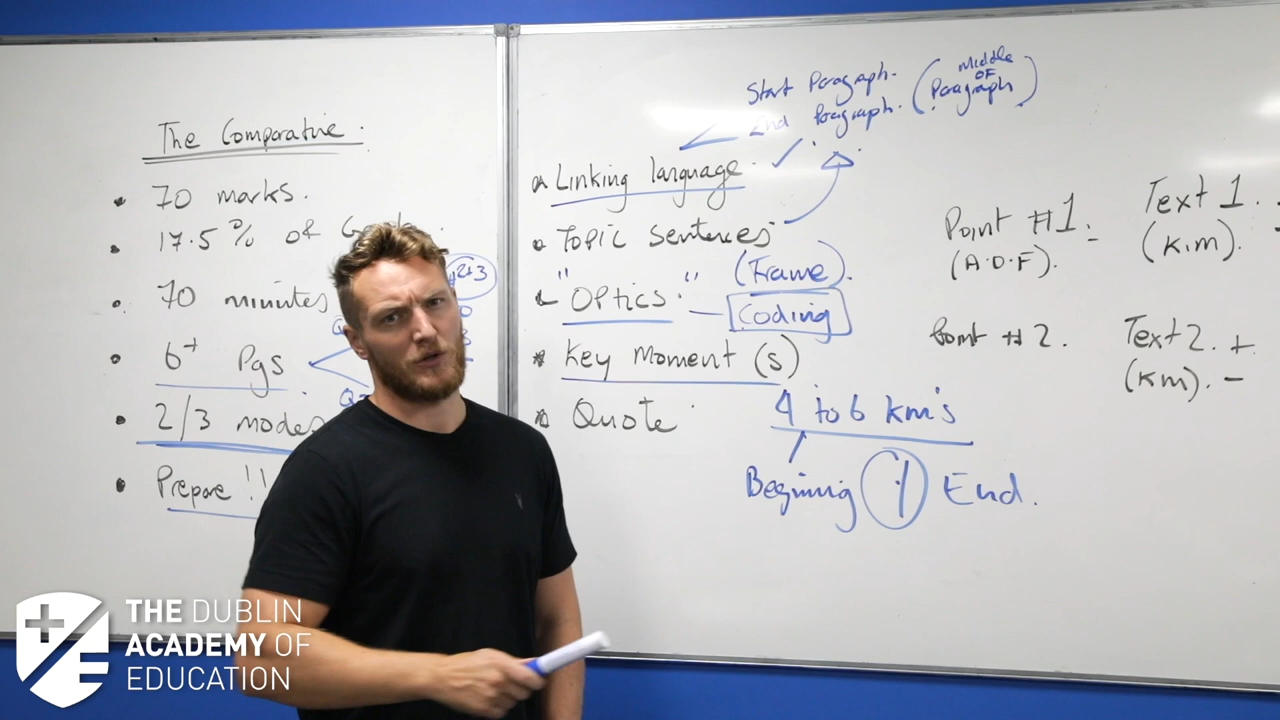 The Comparative.
70 marks.
17.5% of
70 minutes
6+ Pgs
2/3 modes
Prepare !!
Start Paragraph.
End Paragraph.
(Middle
OF
Paragraph)
Linking language.
Topic sentences
(Frame).
"Optics." — Coding
Key Moment (s)
Quote
4 to 6 km's
Begining / End.
Point #1.
(A.D.F).
Text 1.
(K.m).
Point #2.
Text 2. +
(km). -
THE DUBLIN
ACADEMY OF
EDUCATION